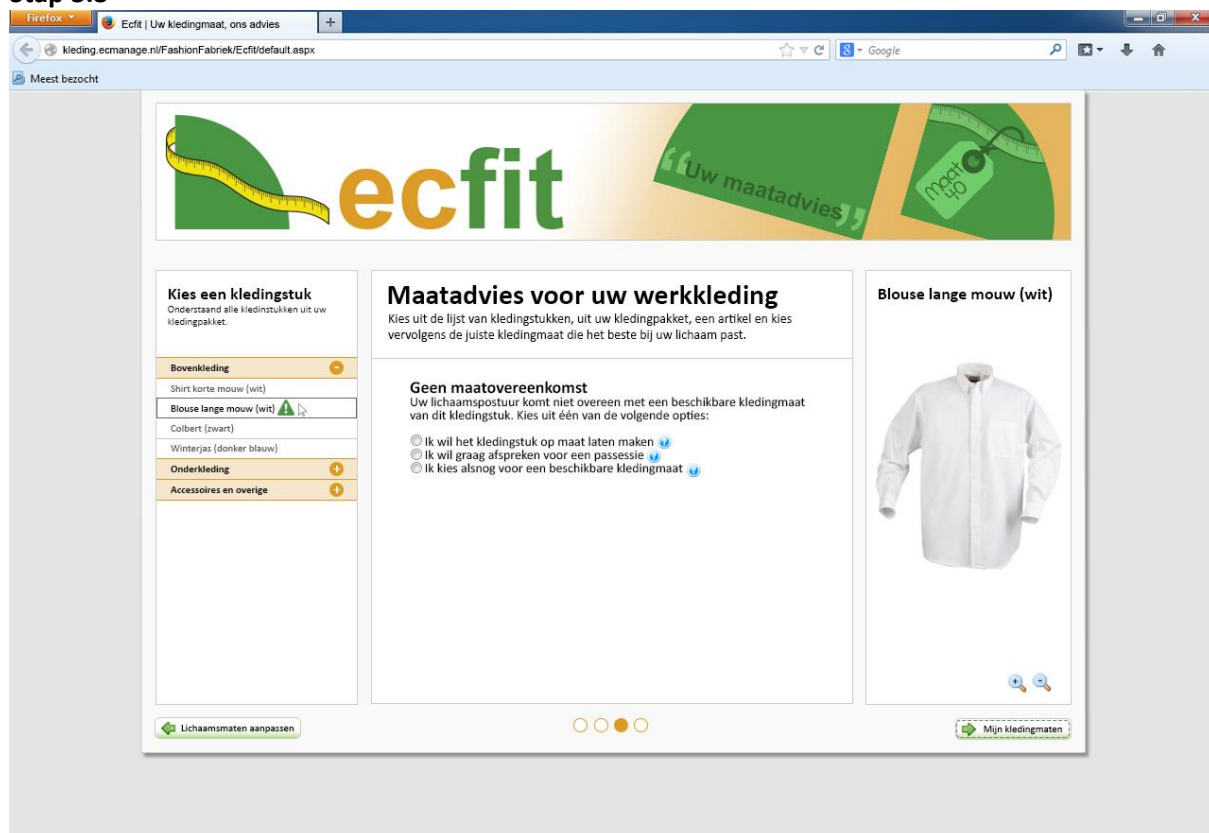 Firefox
Ecfit | Uw kledingmaat, ons advies
+
kleding.ecmanage.nl/FashionFabriek/Ecfit/default.aspx
Google
Meest bezocht
ecfit
“Uw maatadvies”
maat
40
Kies een kledingstuk
Onderstaand alle kledinstukken uit uw
kledingpakket.
Bovenkleding
Shirt korte mouw (wit)
Blouse lange mouw (wit)
Colbert (zwart)
Winterjas (donker blauw)
Onderkleding
Accessoires en overige
Maatadvies voor uw werkkleding
Kies uit de lijst van kledingstukken, uit uw kledingpakket, een artikel en kies
vervolgens de juiste kledingmaat die het beste bij uw lichaam past.
Geen maatovereenkomst
Uw lichaamspostuur komt niet overeen met een beschikbare kledingmaat
van dit kledingstuk. Kies uit één van de volgende opties:
Ik wil het kledingstuk op maat laten maken
Ik wil graag afspreken voor een passessie
Ik kies alsnog voor een beschikbare kledingmaat
Blouse lange mouw (wit)
Lichaamsmaten aanpassen
Mijn kledingmaten